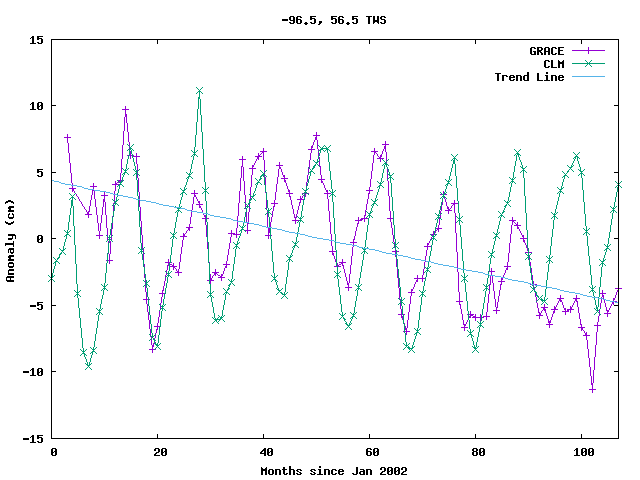 -96.5, 56.5 TWS
GRACE
CLM
Trend Line
15
10
5
0
-5
-10
-15
Anomaly (cm)
0 20 40 60 80 100
Months since Jan 2002